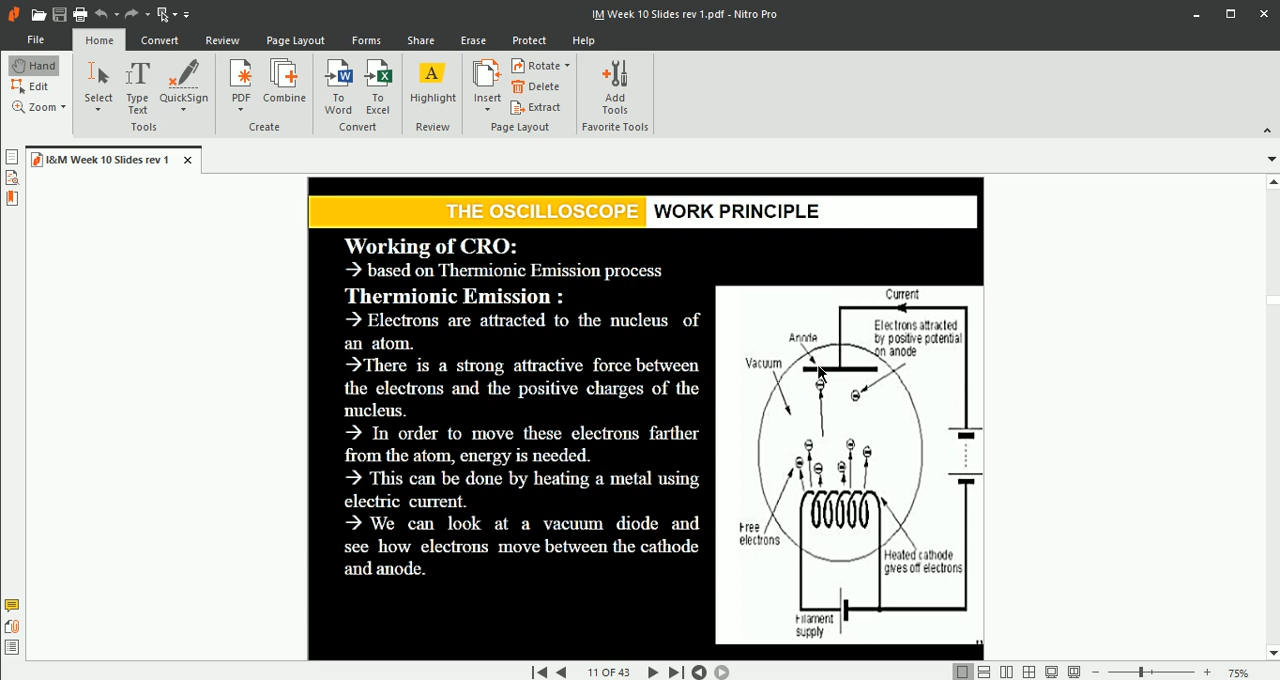 IM Week 10 Slides rev 1.pdf - Nitro Pro
File Home Convert Review Page Layout Forms Share Erase Protect Help
Hand
Edit
Zoom
Select
Type Text
QuickSign
Tools
PDF
Combine
Create
To Word
To Excel
Convert
Highlight
Review
Insert
Rotate
Delete
Extract
Page Layout
Add Tools
Favorite Tools
I&M Week 10 Slides rev 1
THE OSCILLOSCOPE WORK PRINCIPLE
Working of CRO:
→ based on Thermionic Emission process
Thermionic Emission :
→ Electrons are attracted to the nucleus of
an atom.
→There is a strong attractive force between
the electrons and the positive charges of the
nucleus.
→ In order to move these electrons farther
from the atom, energy is needed.
→ This can be done by heating a metal using
electric current.
→ We can look at a vacuum diode and
see how electrons move between the cathode
and anode.
Current
Electrons attracted
by positive potential
on anode
Anode
Vacuum
Free
electrons
Heated cathode
gives off electrons
Filament
supply
11
11 OF 43
75%